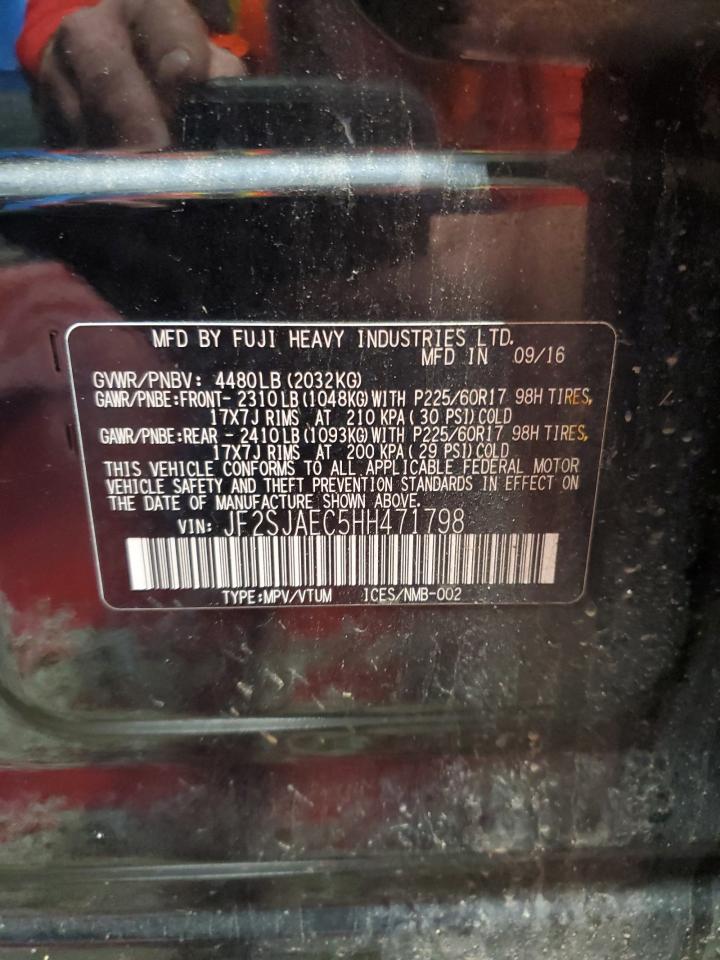 MFD BY FUJI HEAVY INDUSTRIES LTD.
MFD IN 09/16
GVWR/PNBV: 4480LB(2032KG)
GAWR/PNBE:FRONT- 2310LB(1048KG)WITH P225/60R17 98H TIRES,
17X7J RIMS AT 210 KPA(30 PSI)COLD
GAWR/PNBE:REAR - 2410LB(1093KG)WITH P225/60R17 98H TIRES,
17X7J RIMS AT 200 KPA(29 PSI)COLD
THIS VEHICLE CONFORMS TO ALL APPLICABLE FEDERAL MOTOR
VEHICLE SAFETY AND THEFT PREVENTION STANDARDS IN EFFECT ON
THE DATE OF MANUFACTURE SHOWN ABOVE.
VIN: JF2SJAEC5HH471798
TYPE:MPV/VTUM ICES/NMB-002